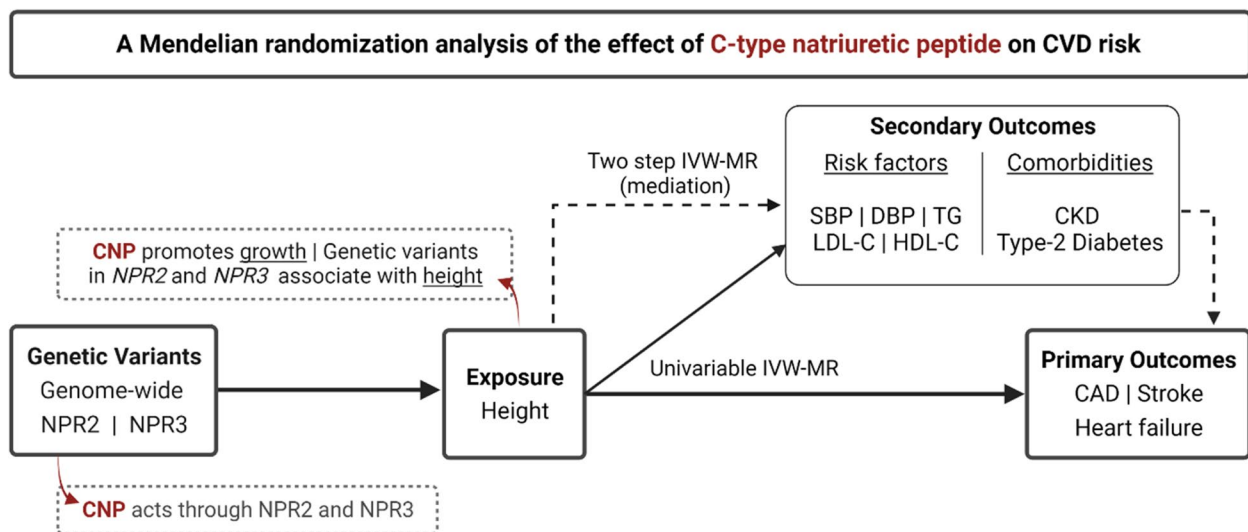 A Mendelian randomization analysis of the effect of C-type natriuretic peptide on CVD risk
Secondary Outcomes
Risk factors
Comorbidities
SBP | DBP | TG
LDL-C | HDL-C
CKD
Type-2 Diabetes
Two step IVW-MR
(mediation)
CNP promotes growth | Genetic variants
in NPR2 and NPR3 associate with height
Genetic Variants
Genome-wide
NPR2 | NPR3
Exposure
Height
Univariable IVW-MR
Primary Outcomes
CAD | Stroke
Heart failure
CNP acts through NPR2 and NPR3